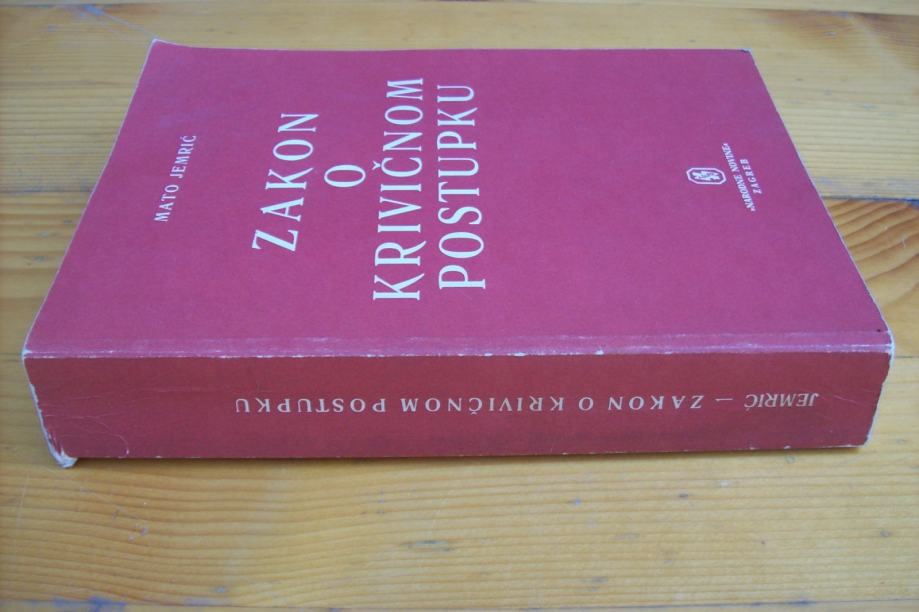 MATO JEMRIĆ
ZAKON
O
KRIVIČNOM
POSTUPKU
»NARODNE NOVINE«
ZAGREB
JEMRIĆ – ZAKON O KRIVIČNOM POSTUPKU